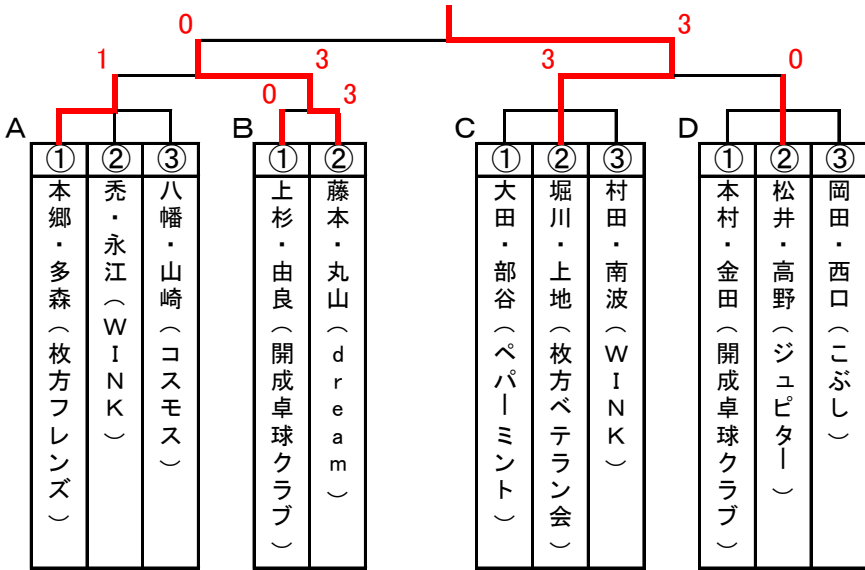 0
3
1
3
3
0
0
3
A
B
C
D
①
②
③
①
②
①
②
③
①
②
③
本郷・多森(枚方フレンズ)
禿・永江(WINK)
八幡・山崎(コスモス)
上杉・由良(開成卓球クラブ)
藤本・丸山(dream)
大田・部谷(ペパーミント)
堀川・上地(枚方ベテラン会)
村田・南波(WINK)
本村・金田(開成卓球クラブ)
松井・高野(ジュピター)
岡田・西口(こぶし)